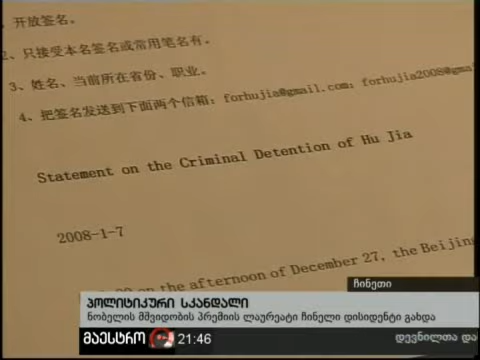 、开放签名。
2、只接受本名签名或常用笔名有。
3、姓名、当前所在省份、职业。
4、把签名发送到下面两个信箱：forhujia@gmail.com；forhujia2008@gmail
Statement on the Criminal Detention of Hu Jia
2008-1-7
on the afternoon of December 27, the Beijing
ჩინეთი
პოლიტიკური სკანდალი
ნობელის მშვიდობის პრემიის ლაურეატი ჩინელი დისიდენტი გახდა
მაესტრო 21:46 დევნილთა და